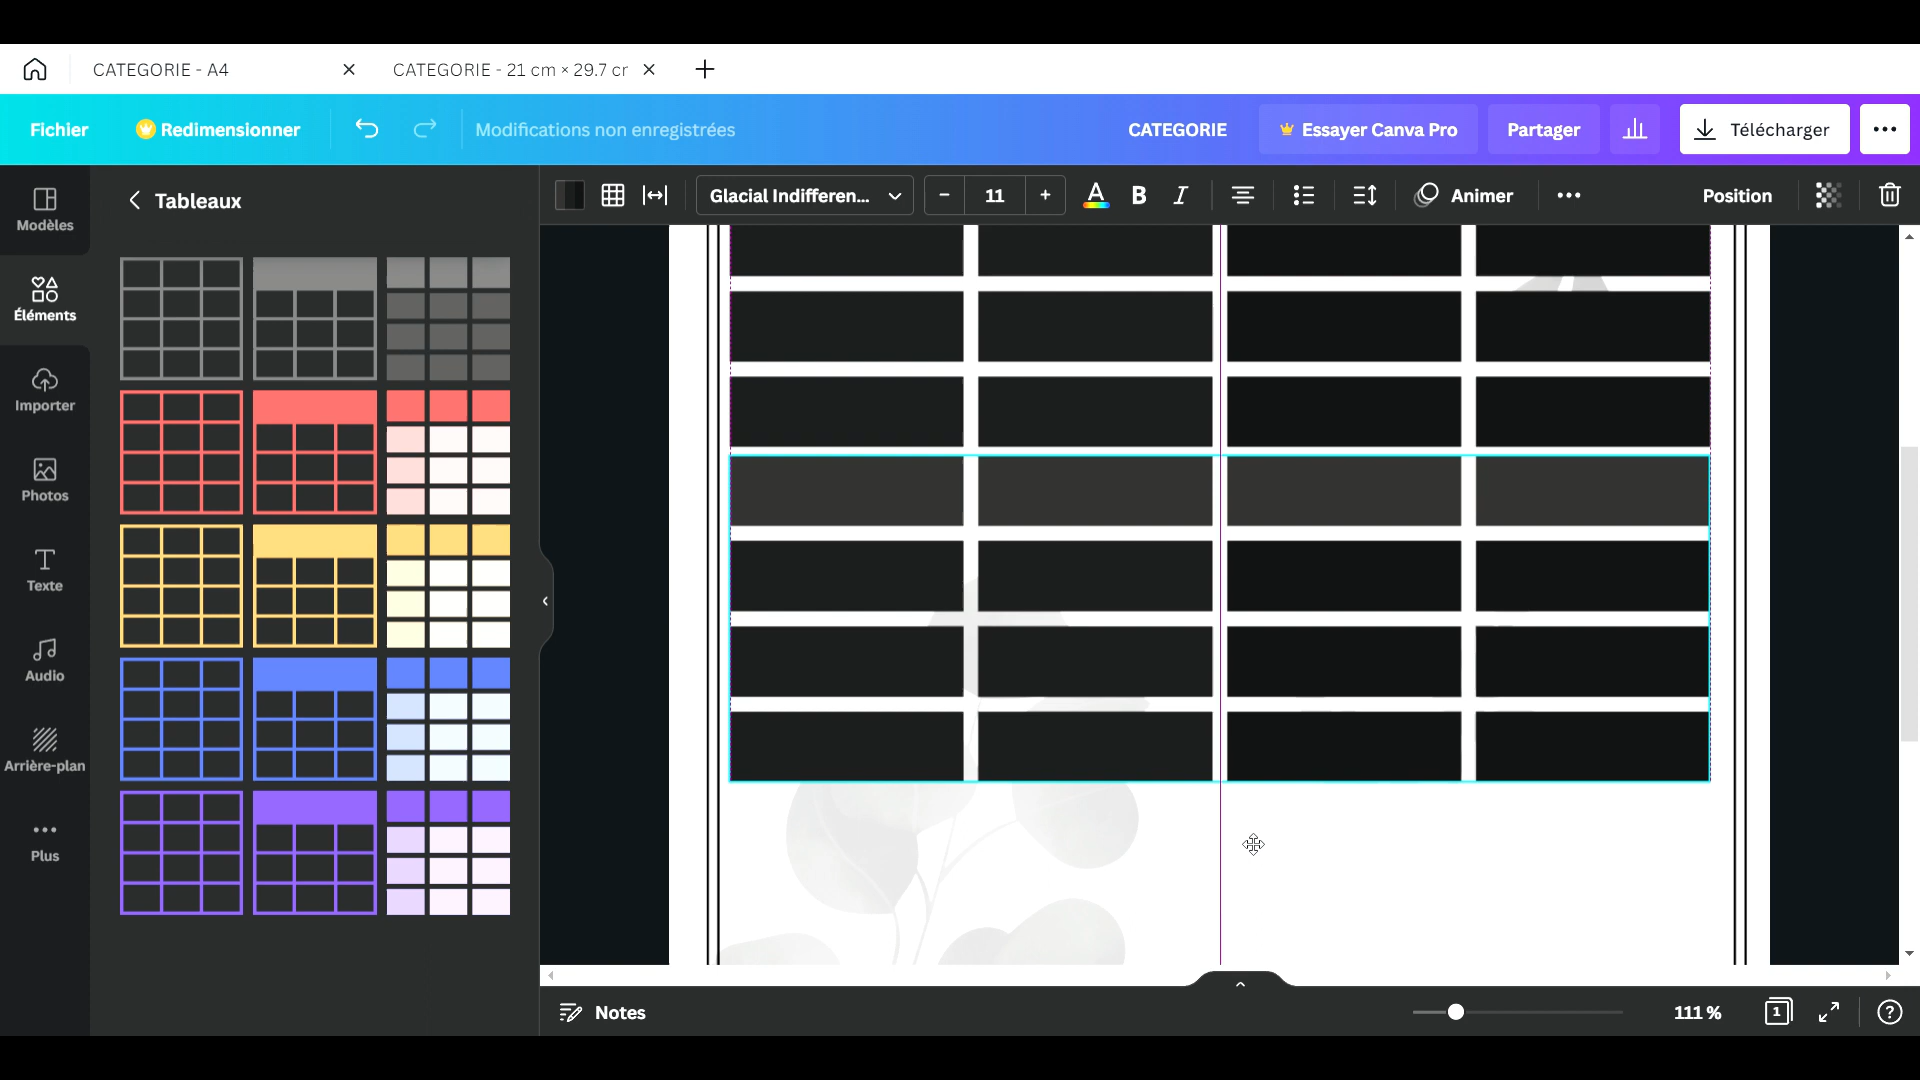 CATEGORIE - A4
CATEGORIE - 21 cm × 29.7 cr
Fichier
Redimensionner
Modifications non enregistrées
CATEGORIE
Essayer Canva Pro
Partager
Télécharger
Modèles
Éléments
Importer
Photos
Texte
Audio
Arrière-plan
Plus
Tableaux
Glacial Indifferen...
11
A
B
I
Animer
Position
Notes
111 %
1
?